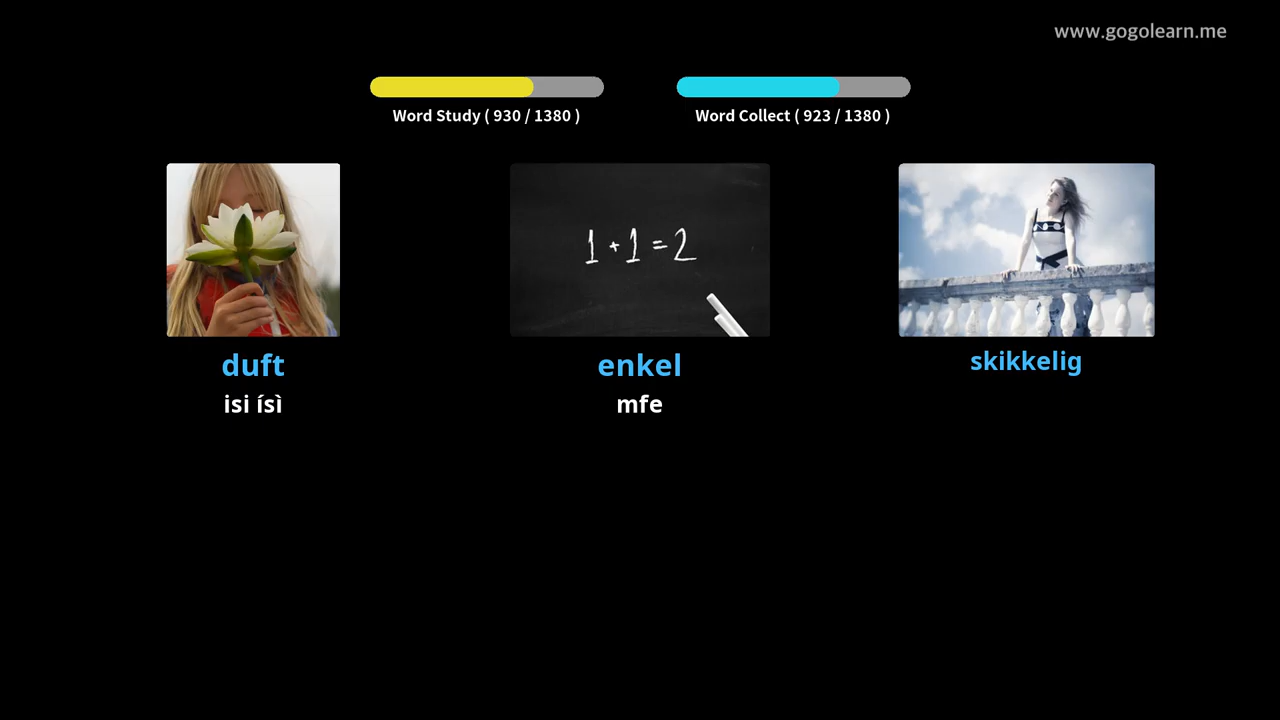 www.gogolearn.me
Word Study ( 930 / 1380 )
Word Collect ( 923 / 1380 )
1 + 1 = 2
duft
enkel
skikkelig
isi ísì
mfe